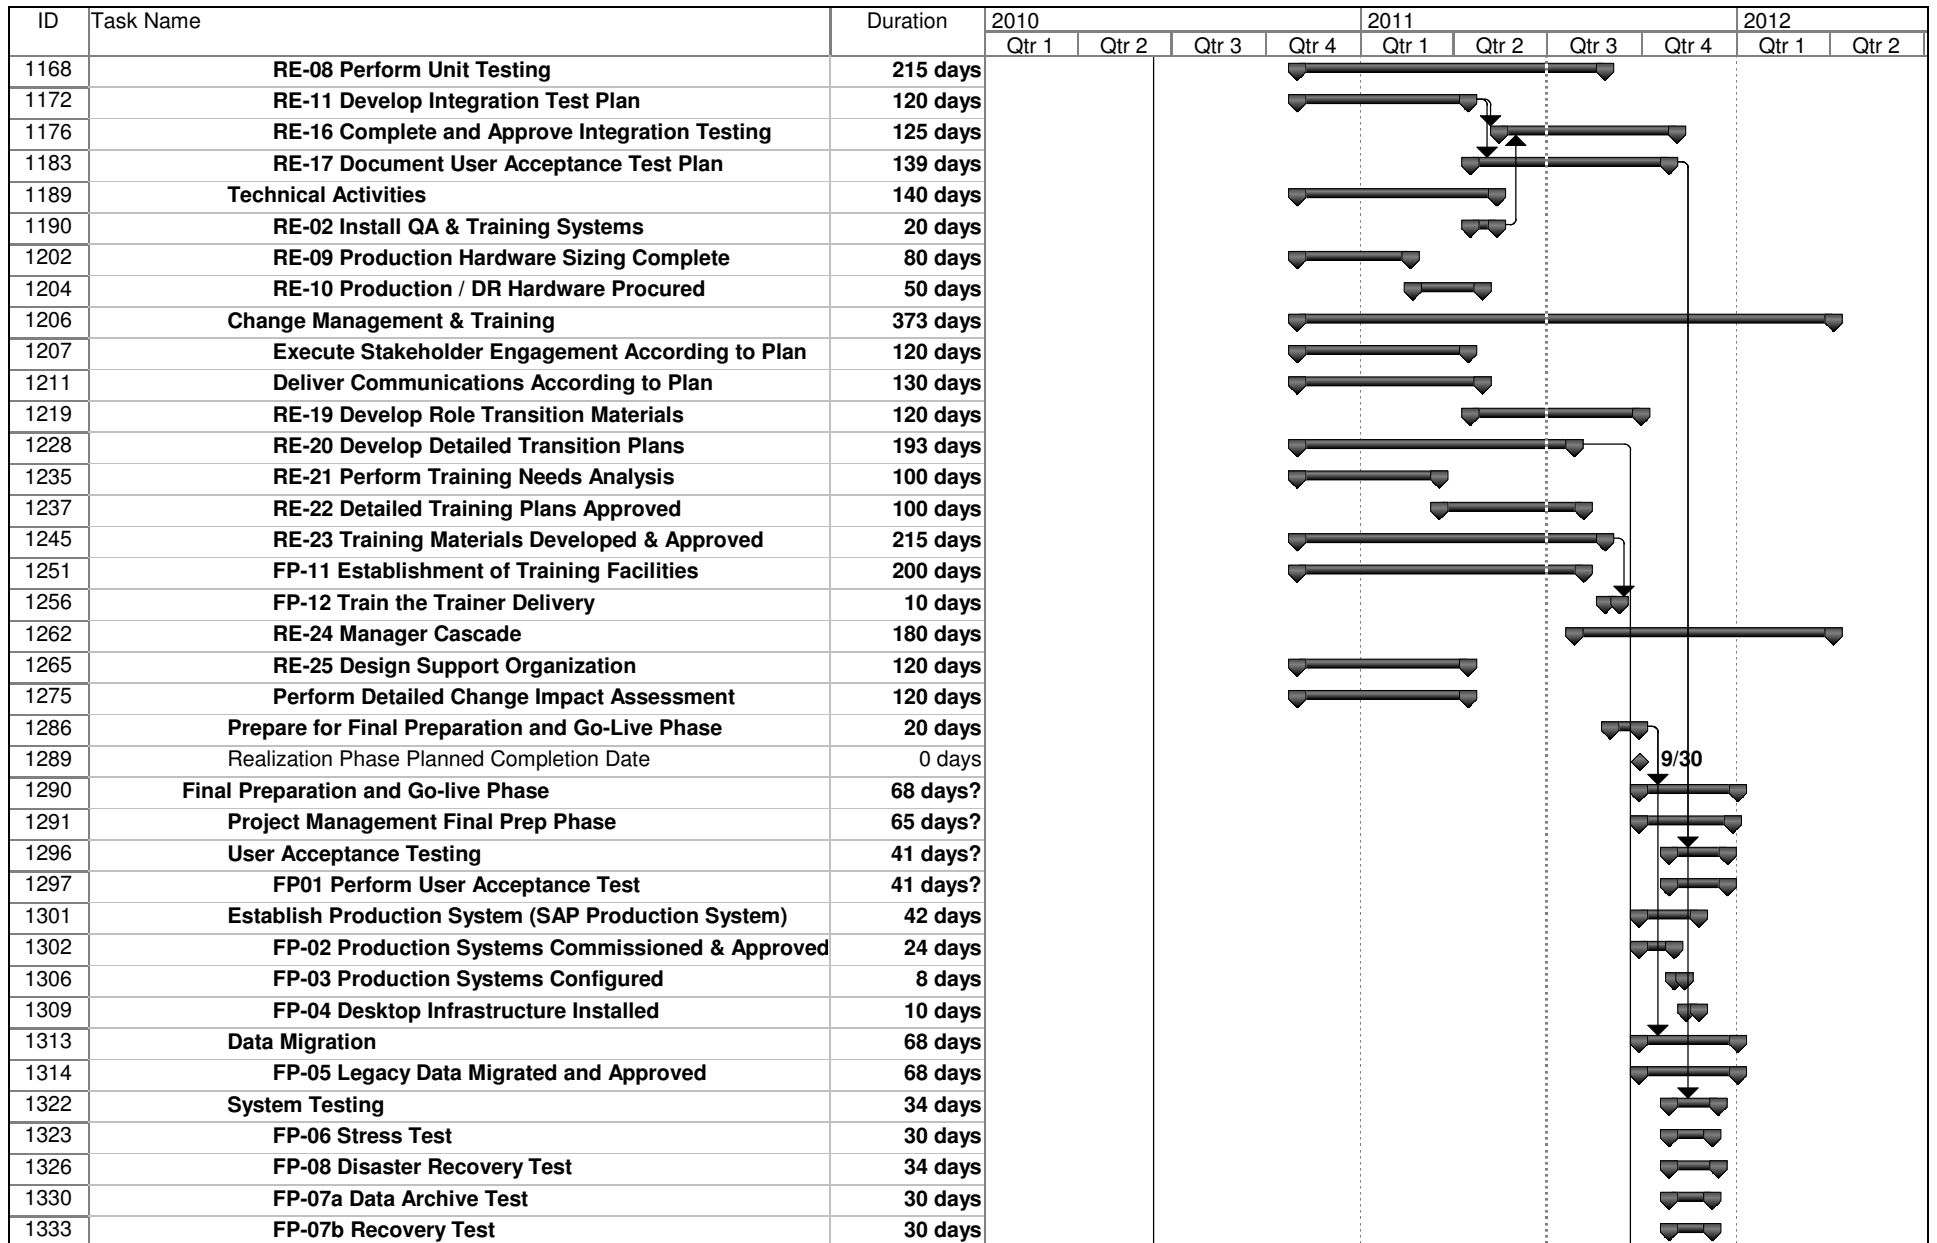 ID Task Name Duration 2010 2011 2012
Qtr 1 Qtr 2 Qtr 3 Qtr 4 Qtr 1 Qtr 2 Qtr 3 Qtr 4 Qtr 1 Qtr 2
1168 RE-08 Perform Unit Testing 215 days
1172 RE-11 Develop Integration Test Plan 120 days
1176 RE-16 Complete and Approve Integration Testing 125 days
1183 RE-17 Document User Acceptance Test Plan 139 days
1189 Technical Activities 140 days
1190 RE-02 Install QA & Training Systems 20 days
1202 RE-09 Production Hardware Sizing Complete 80 days
1204 RE-10 Production / DR Hardware Procured 50 days
1206 Change Management & Training 373 days
1207 Execute Stakeholder Engagement According to Plan 120 days
1211 Deliver Communications According to Plan 130 days
1219 RE-19 Develop Role Transition Materials 120 days
1228 RE-20 Develop Detailed Transition Plans 193 days
1235 RE-21 Perform Training Needs Analysis 100 days
1237 RE-22 Detailed Training Plans Approved 100 days
1245 RE-23 Training Materials Developed & Approved 215 days
1251 FP-11 Establishment of Training Facilities 200 days
1256 FP-12 Train the Trainer Delivery 10 days
1262 RE-24 Manager Cascade 180 days
1265 RE-25 Design Support Organization 120 days
1275 Perform Detailed Change Impact Assessment 120 days
1286 Prepare for Final Preparation and Go-Live Phase 20 days
1289 Realization Phase Planned Completion Date 0 days 9/30
1290 Final Preparation and Go-live Phase 68 days?
1291 Project Management Final Prep Phase 65 days?
1296 User Acceptance Testing 41 days?
1297 FP01 Perform User Acceptance Test 41 days?
1301 Establish Production System (SAP Production System) 42 days
1302 FP-02 Production Systems Commissioned & Approved 24 days
1306 FP-03 Production Systems Configured 8 days
1309 FP-04 Desktop Infrastructure Installed 10 days
1313 Data Migration 68 days
1314 FP-05 Legacy Data Migrated and Approved 68 days
1322 System Testing 34 days
1323 FP-06 Stress Test 30 days
1326 FP-08 Disaster Recovery Test 34 days
1330 FP-07a Data Archive Test 30 days
1333 FP-07b Recovery Test 30 days